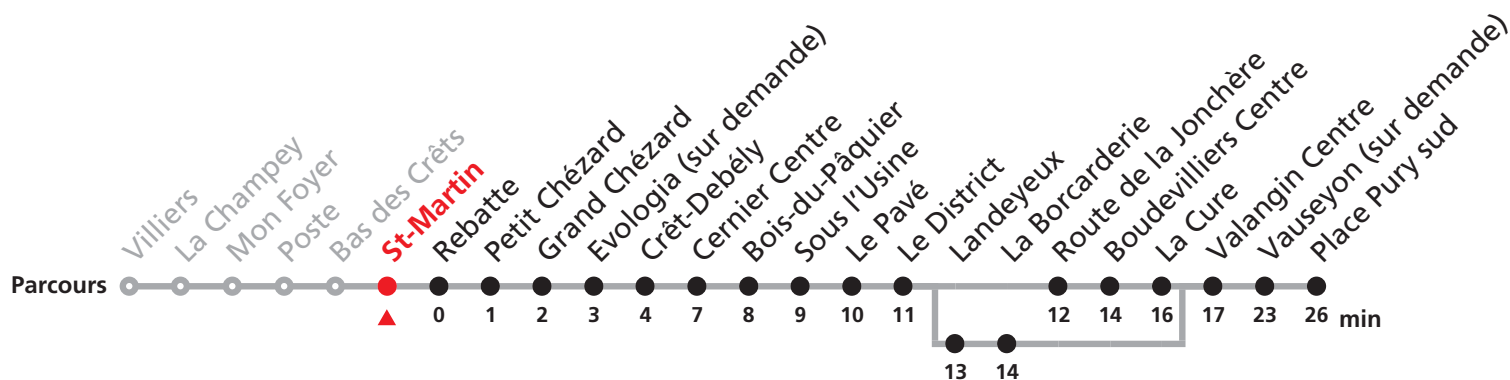 Villiers
La Champey
Mon Foyer
Poste
Bas des Crêts
St-Martin
Rebatte
Petit Chézard
Grand Chézard
Evologia (sur demande)
Crêt-Debély
Cernier Centre
Bois-du-Pâquier
Sous l'Usine
Le Pavé
Le District
Landeyeux
La Borcarderie
Route de la Jonchère
Boudevilliers Centre
La Cure
Valangin Centre
Vauseyon (sur demande)
Place Pury sud
Parcours
0 1 2 3 4 7 8 9 10 11 12 14 16 17 23 26 min
13 14